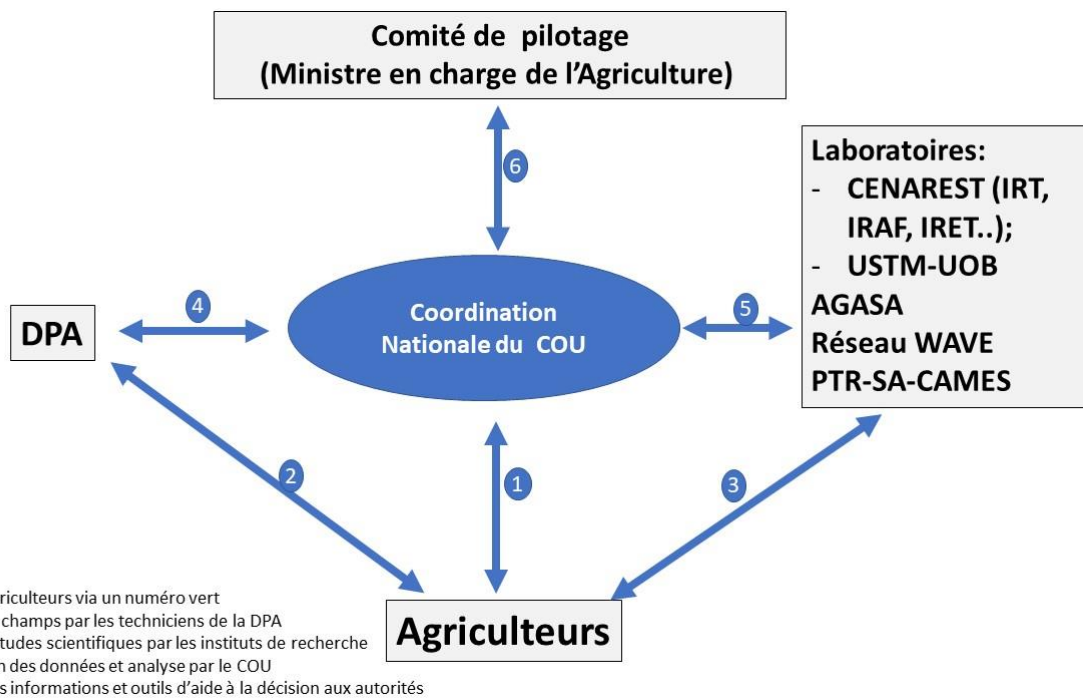 Comité de pilotage
(Ministre en charge de l'Agriculture)
6
Laboratoires:
- CENAREST (IRT,
IRAF, IRET..);
- USTM-UOB
AGASA
Réseau WAVE
PTR-SA-CAMES
DPA
4
Coordination
Nationale du COU
5
2
1
3
Agriculteurs
riculteurs via un numéro vert
champs par les techniciens de la DPA
tudes scientifiques par les instituts de recherche
n des données et analyse par le COU
s informations et outils d'aide à la décision aux autorités